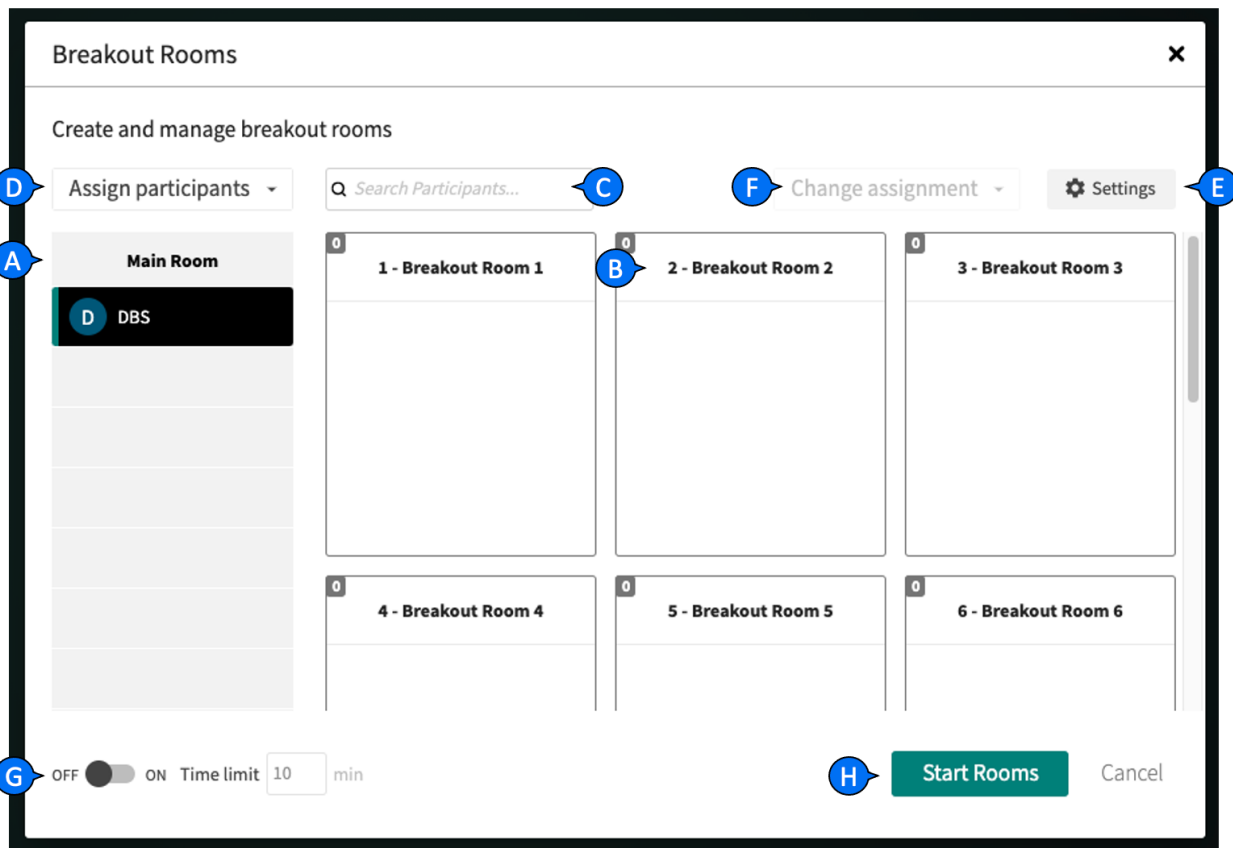 Breakout Rooms
Create and manage breakout rooms
D Assign participants Search Participants... C F Change assignment Settings E
A Main Room
D DBS
0 1 - Breakout Room 1
0 B 2 - Breakout Room 2
0 3 - Breakout Room 3
0 4 - Breakout Room 4
0 5 - Breakout Room 5
0 6 - Breakout Room 6
G OFF ON Time limit 10 min H Start Rooms Cancel